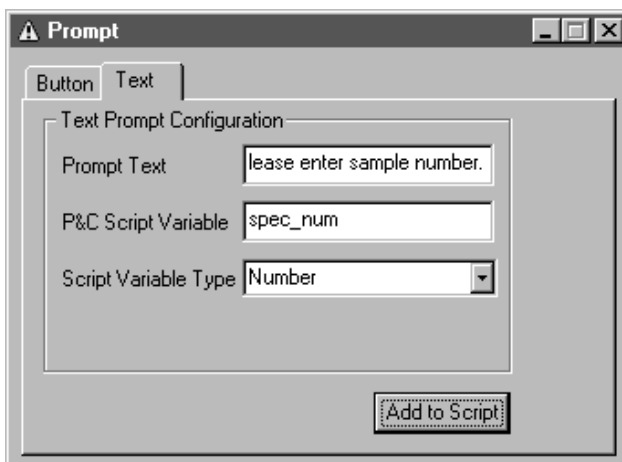 Prompt
Button Text
Text Prompt Configuration
Prompt Text lease enter sample number.
P&C Script Variable spec_num
Script Variable Type Number
Add to Script